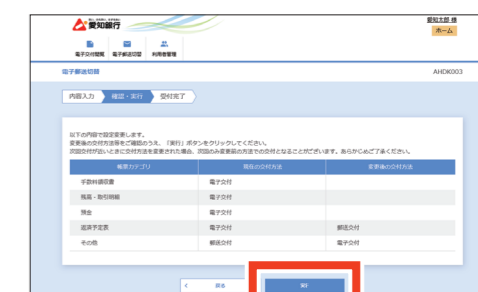 愛知銀行
愛知太郎 様
ホーム
電子交付閲覧 電子郵送切替 利用者管理
電子郵送切替 AHDK003
内容入力 確認・実行 受付完了
以下の内容で設定変更します。
変更後の交付方法等をご確認のうえ、「実行」ボタンをクリックしてください。
次回交付が近いときに交付方法を変更された場合、次回のみ変更前の方法での交付となることがございます。あらかじめご了承ください。
帳票カテゴリ 現在の交付方法 変更後の交付方法
手数料領収書 電子交付
残高・取引明細 電子交付
預金 電子交付
返済予定表 電子交付 郵送交付
その他 郵送交付 電子交付
戻る 実行